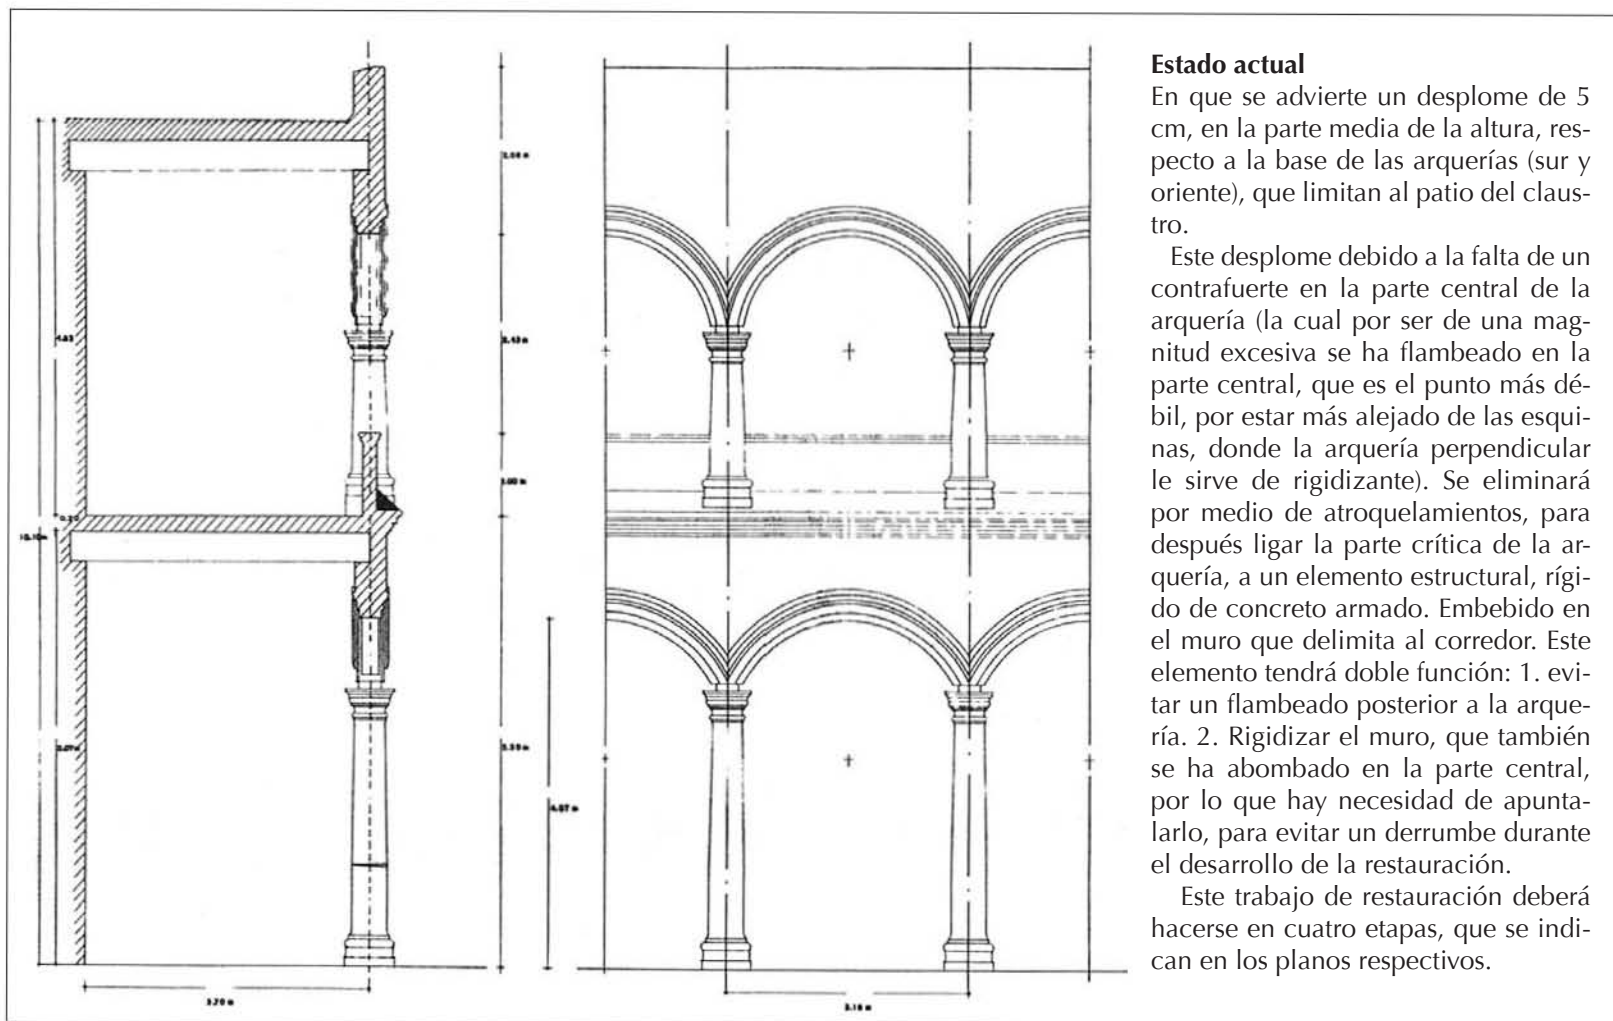 Estado actual
En que se advierte un desplome de 5
cm, en la parte media de la altura, res-
pecto a la base de las arquerías (sur y
oriente), que limitan al patio del claus-
tro.
Este desplome debido a la falta de un
contrafuerte en la parte central de la
arquería (la cual por ser de una mag-
nitud excesiva se ha flambeado en la
parte central, que es el punto más dé-
bil, por estar más alejado de las esqui-
nas, donde la arquería perpendicular
le sirve de rigidizante). Se eliminará
por medio de atroquelamientos, para
después ligar la parte crítica de la ar-
quería, a un elemento estructural, rígi-
do de concreto armado. Embebido en
el muro que delimita al corredor. Este
elemento tendrá doble función: 1. evi-
tar un flambeado posterior a la arque-
ría. 2. Rigidizar el muro, que también
se ha abombado en la parte central,
por lo que hay necesidad de apunta-
larlo, para evitar un derrumbe durante
el desarrollo de la restauración.
Este trabajo de restauración deberá
hacerse en cuatro etapas, que se indi-
can en los planos respectivos.